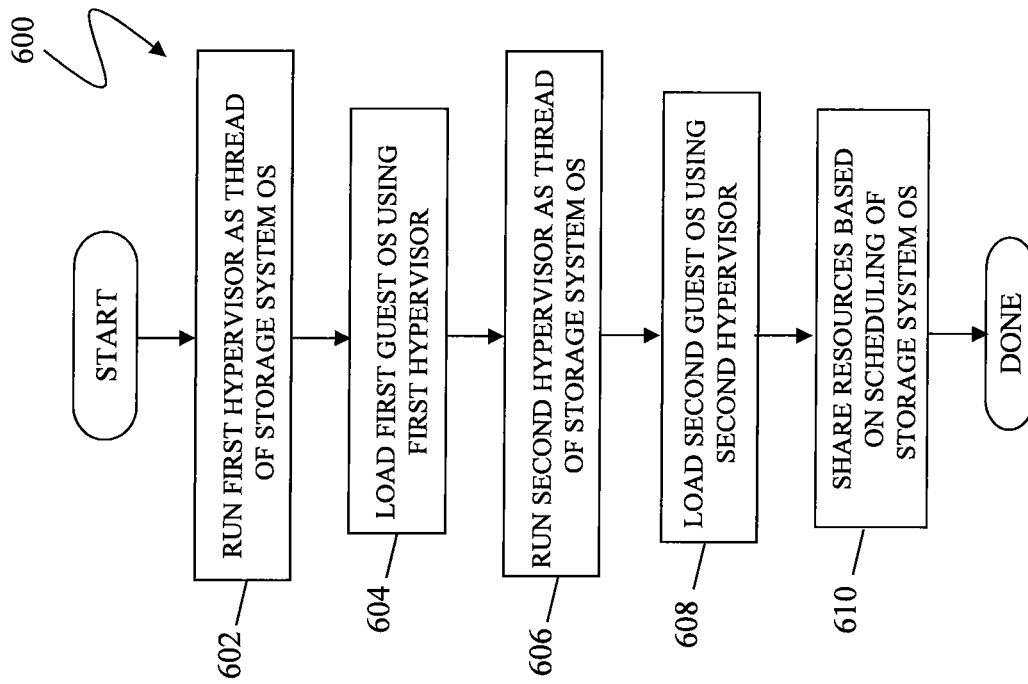 600
START
602
RUN FIRST HYPERVISOR AS THREAD
OF STORAGE SYSTEM OS
604
LOAD FIRST GUEST OS USING
FIRST HYPERVISOR
606
RUN SECOND HYPERVISOR AS THREAD
OF STORAGE SYSTEM OS
608
LOAD SECOND GUEST OS USING
SECOND HYPERVISOR
610
SHARE RESOURCES BASED
ON SCHEDULING OF
STORAGE SYSTEM OS
DONE